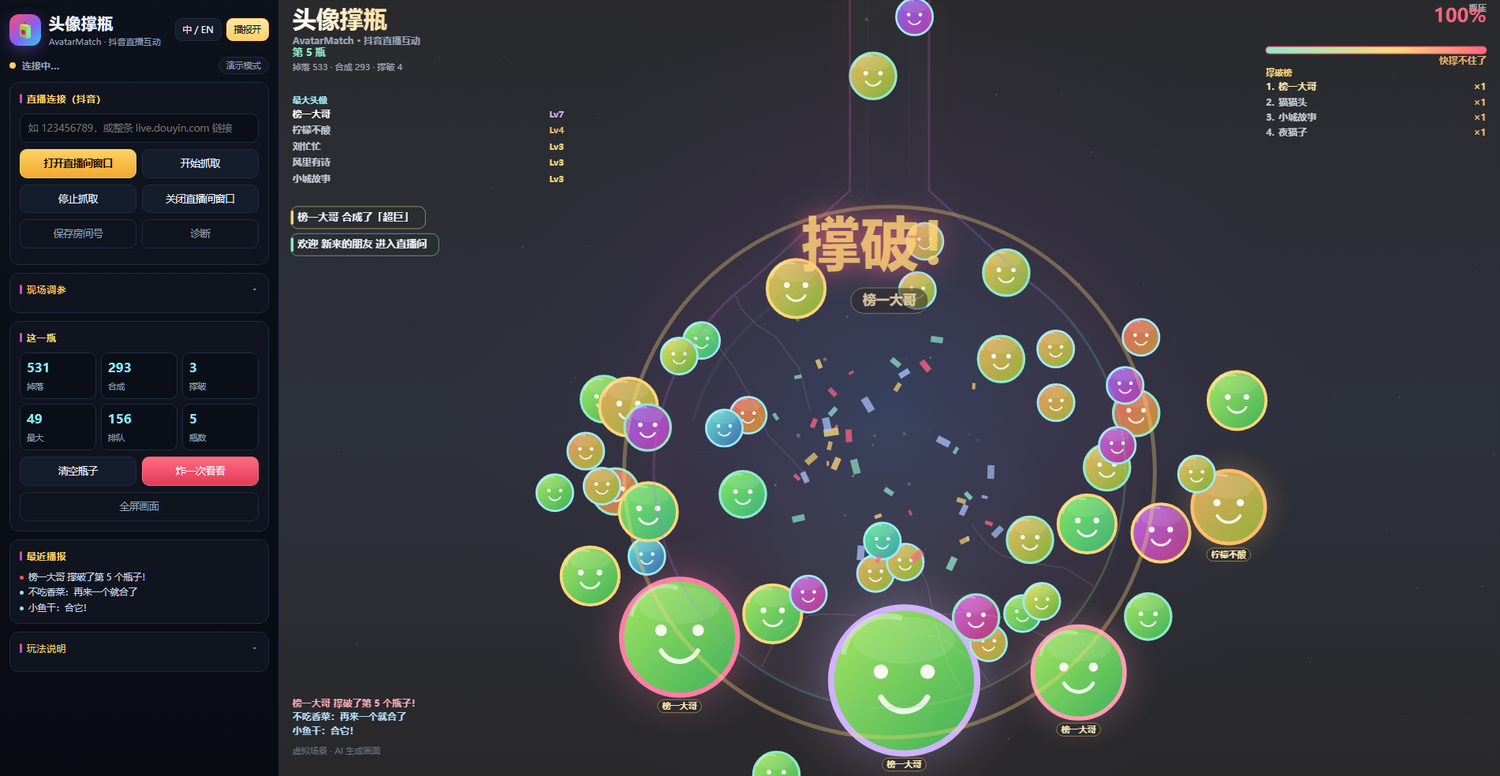 头像撑瓶
AvatarMatch · 抖音直播互动
中 / EN
播报开
连接中...
演示模式
直播连接（抖音）
如 123456789，或整条 live.douyin.com 链接
打开直播间窗口
开始抓取
停止抓取
关闭直播间窗口
保存房间号
诊断
现场调参
这一瓶
531
掉落
293
合成
3
撑破
49
最大
156
排队
5
瓶数
清空瓶子
炸一次看看
全屏画面
最近播报
榜一大哥 撑破了第 5 个瓶子!
不吃香菜：再来一个就合了
小鱼干：合它!
玩法说明
头像撑瓶
AvatarMatch · 抖音直播互动
第 5 瓶
掉落 533 · 合成 293 · 撑破 4
最大头像
榜一大哥 Lv7
柠檬不酸 Lv4
刘忙忙 Lv3
风里有诗 Lv3
小城故事 Lv3
榜一大哥 合成了「超巨」
欢迎 新来的朋友 进入直播间
撑破!
榜一大哥
100%
快撑不住了
撑破榜
1. 榜一大哥 ×1
2. 猫猫头 ×1
3. 小城故事 ×1
4. 夜猫子 ×1
柠檬不酸
榜一大哥
榜一大哥
榜一大哥
榜一大哥 撑破了第 5 个瓶子!
不吃香菜：再来一个就合了
小鱼干：合它!
虚拟场景 · AI 生成画面